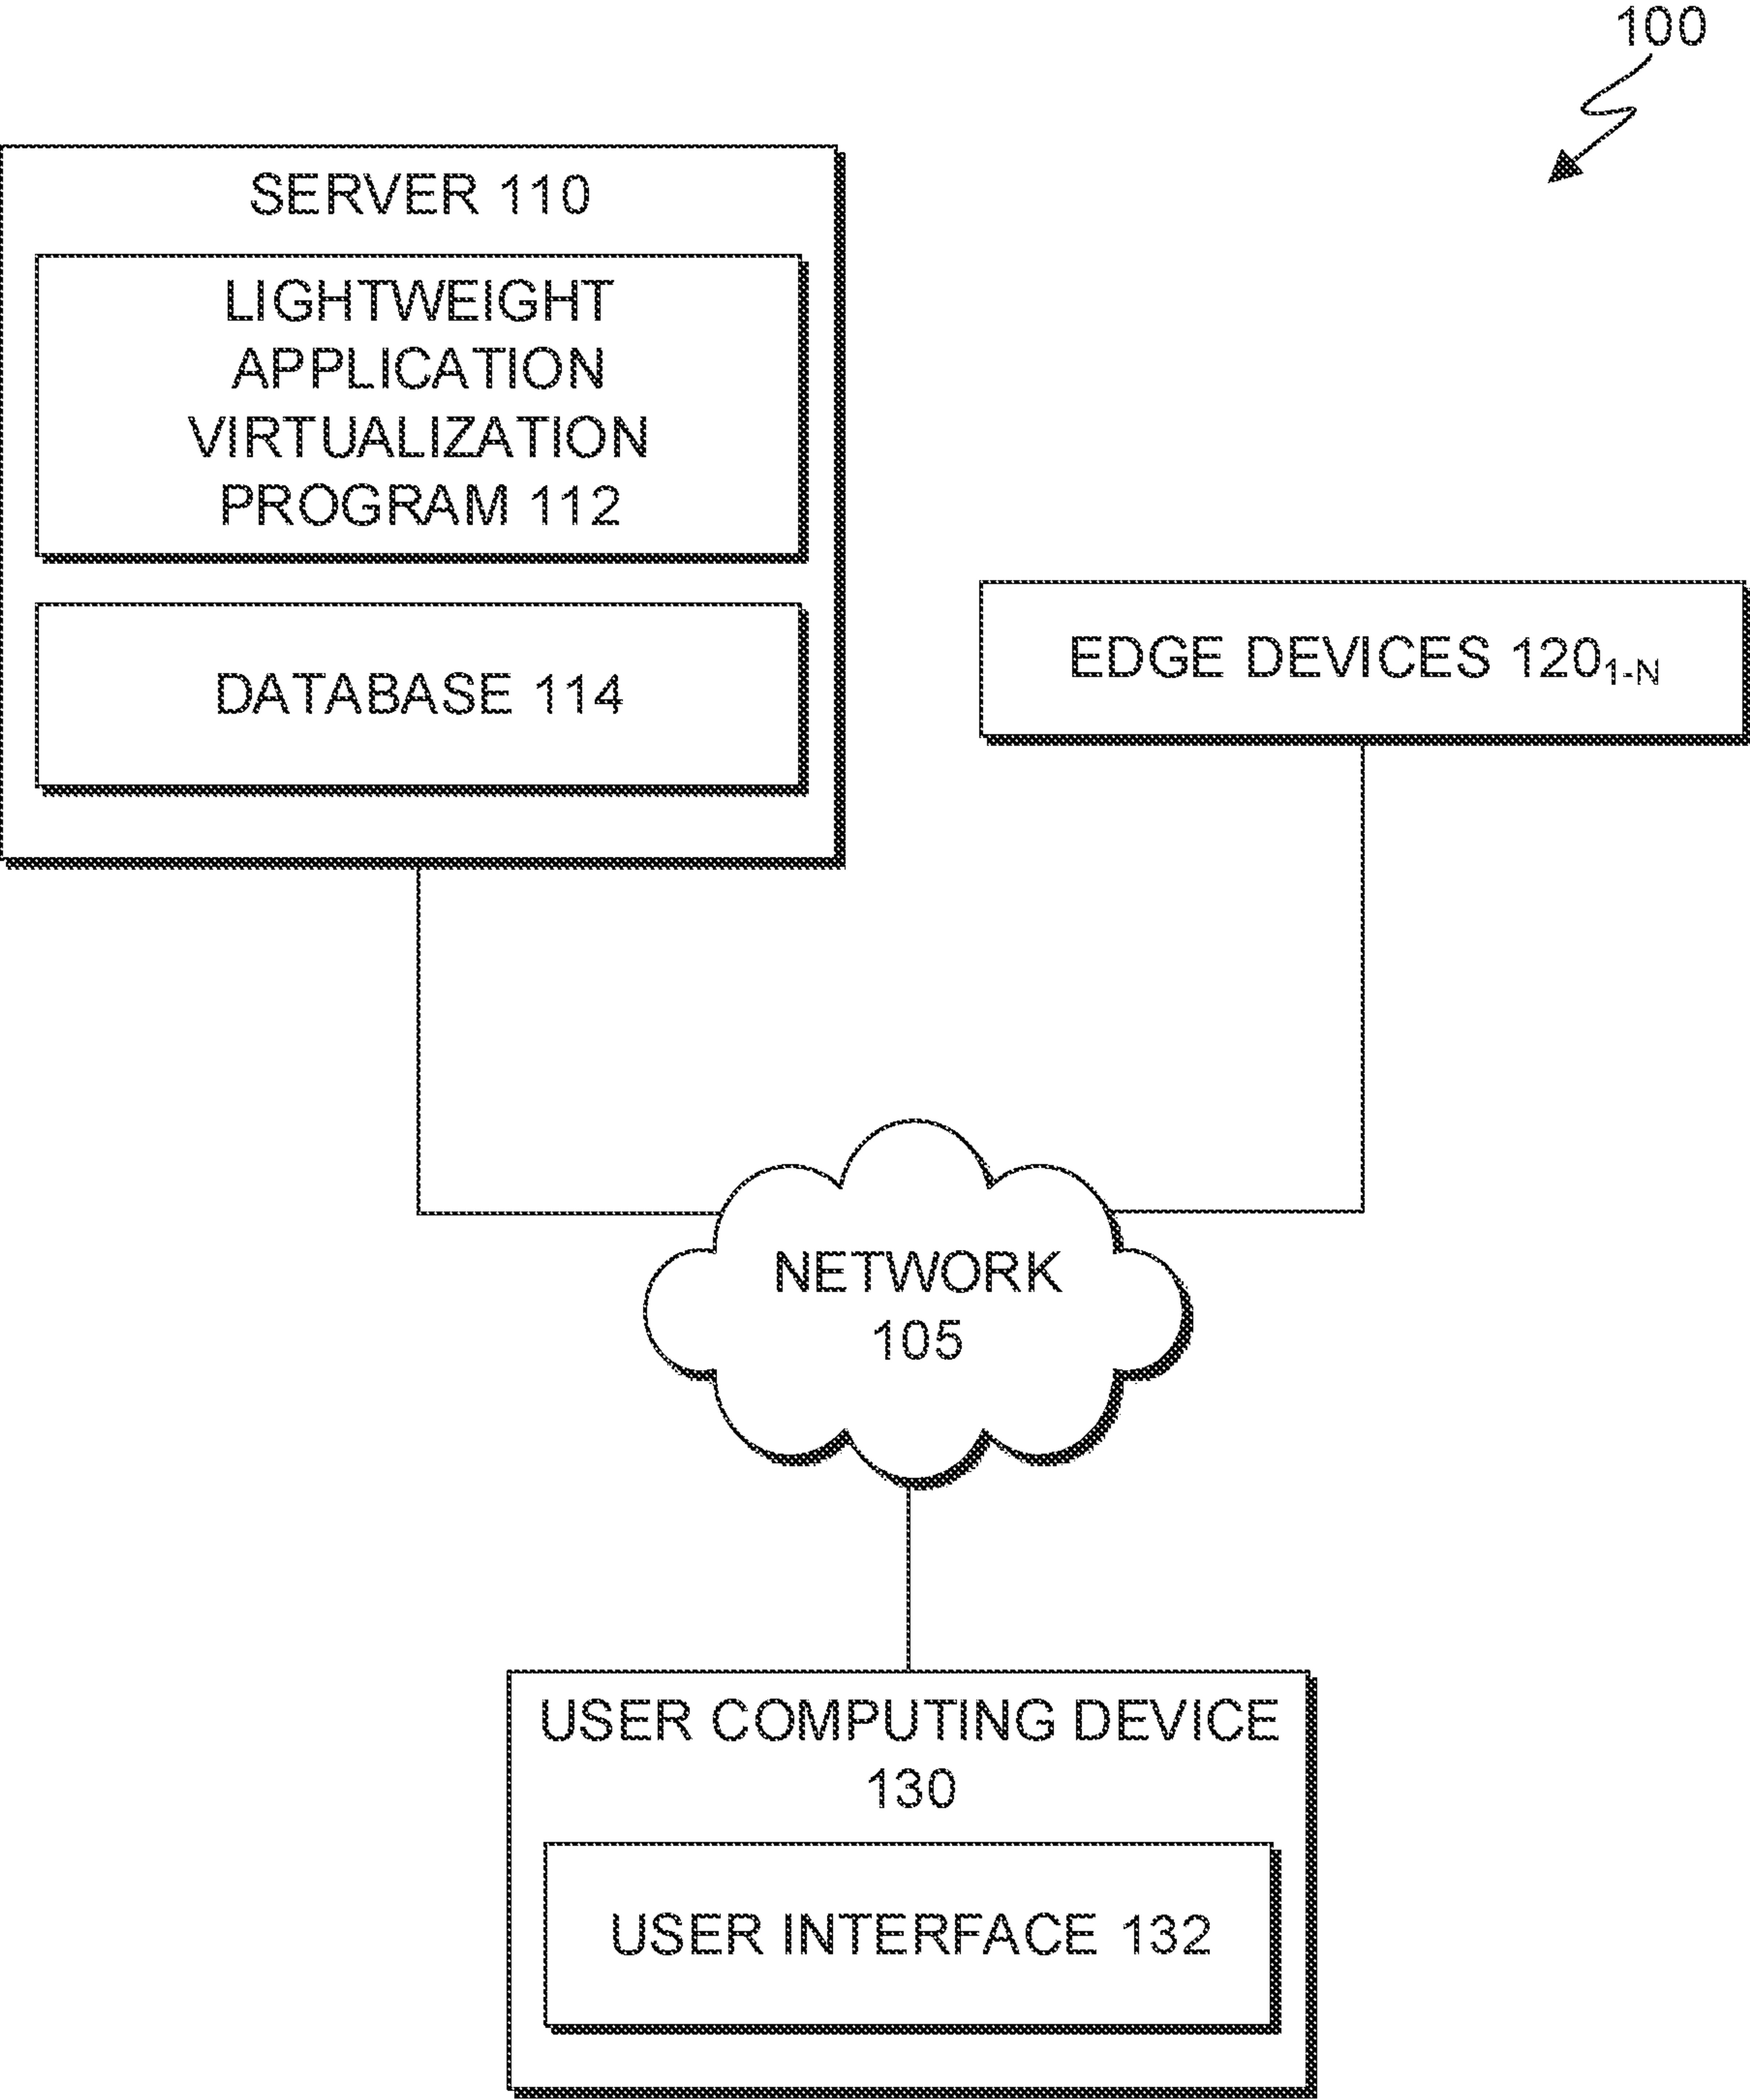 100
SERVER 110
LIGHTWEIGHT
APPLICATION
VIRTUALIZATION
PROGRAM 112
DATABASE 114
EDGE DEVICES 120₁₋N
NETWORK
105
USER COMPUTING DEVICE
130
USER INTERFACE 132